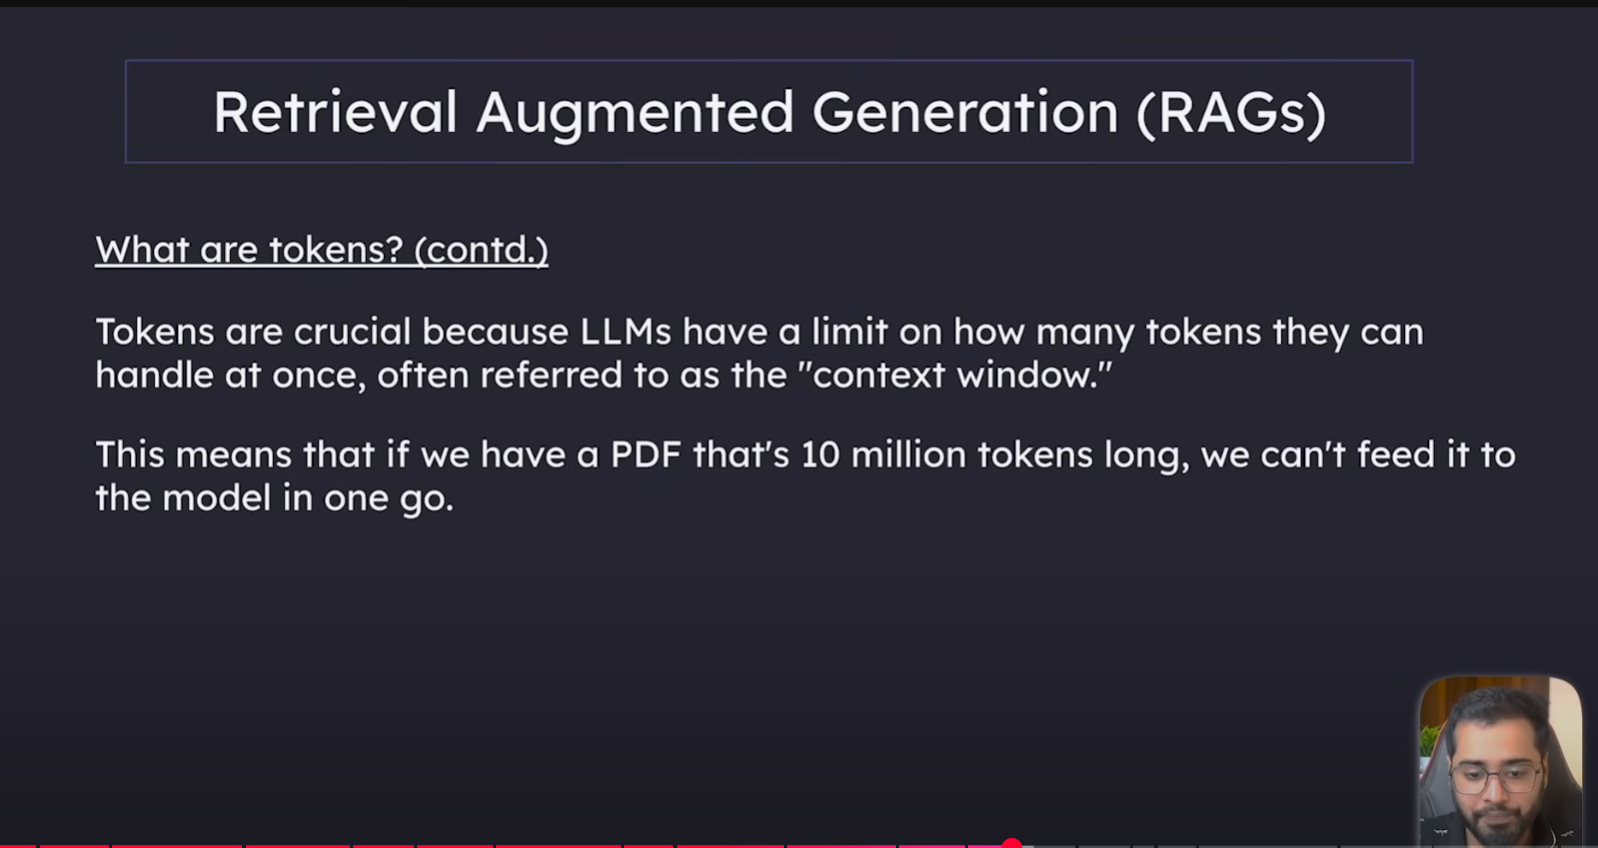 Retrieval Augmented Generation (RAGs)
What are tokens? (contd.)
Tokens are crucial because LLMs have a limit on how many tokens they can
handle at once, often referred to as the "context window."
This means that if we have a PDF that's 10 million tokens long, we can't feed it to
the model in one go.